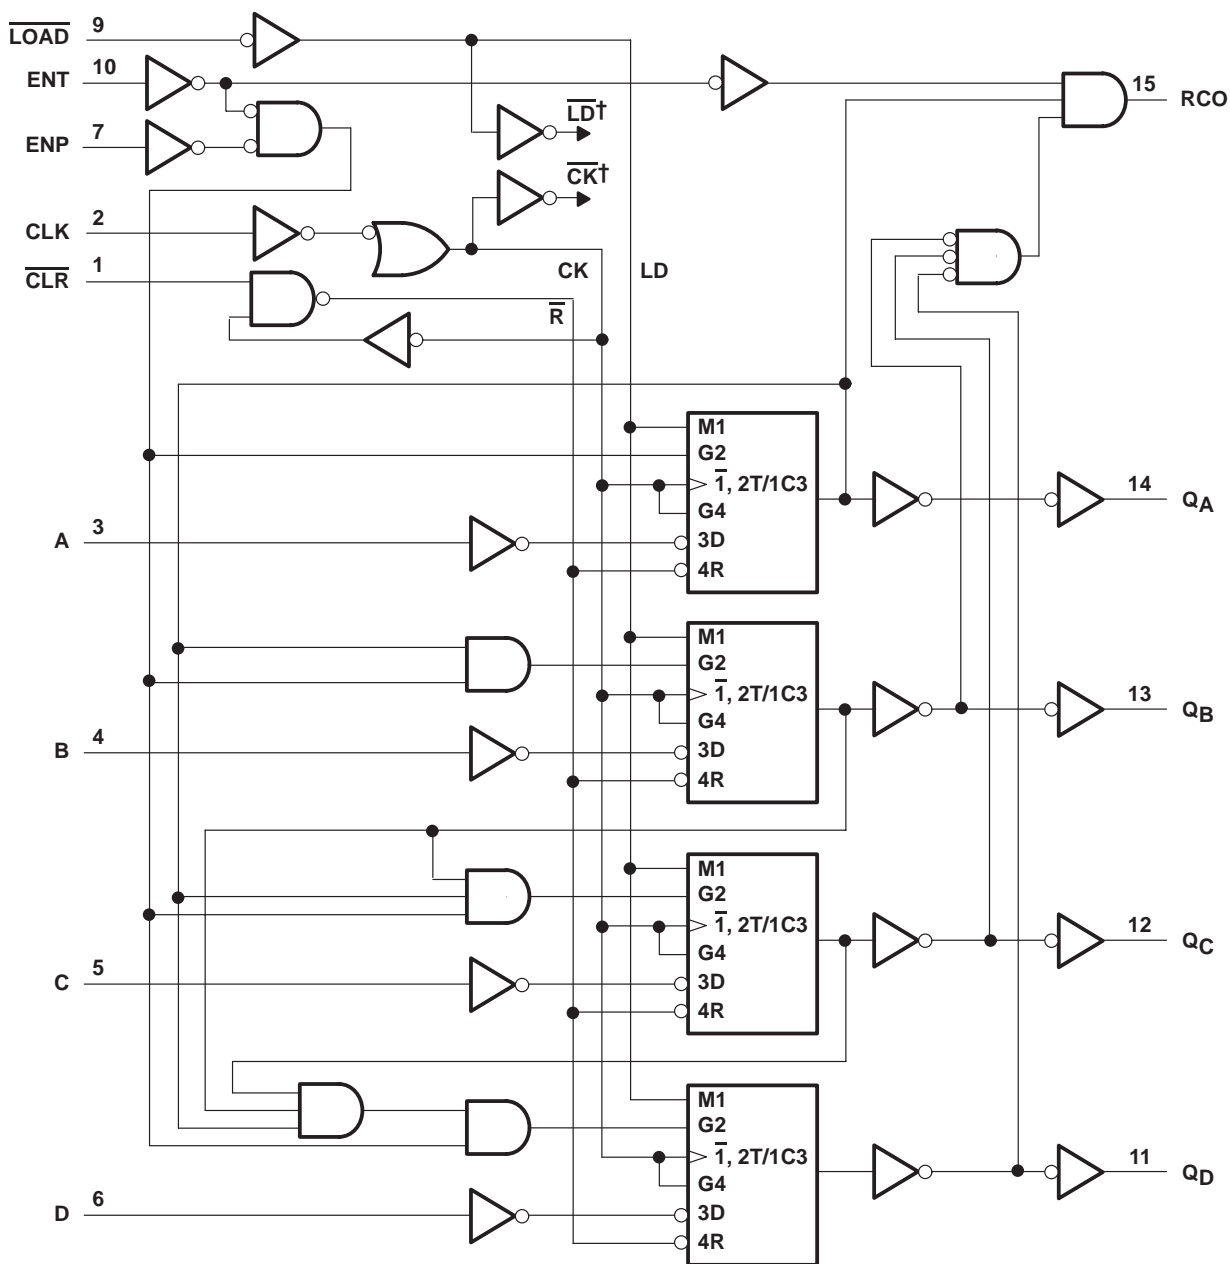 LOAD 9
ENT 10
15 RCO
LD†
ENP 7
CK†
CLK 2
CLR 1
CK LD
R
M1
G2
1, 2T/1C3
G4
3D
4R
14 QA
A 3
M1
G2
1, 2T/1C3
G4
3D
4R
13 QB
B 4
M1
G2
1, 2T/1C3
G4
3D
4R
12 QC
C 5
M1
G2
1, 2T/1C3
G4
3D
4R
11 QD
D 6